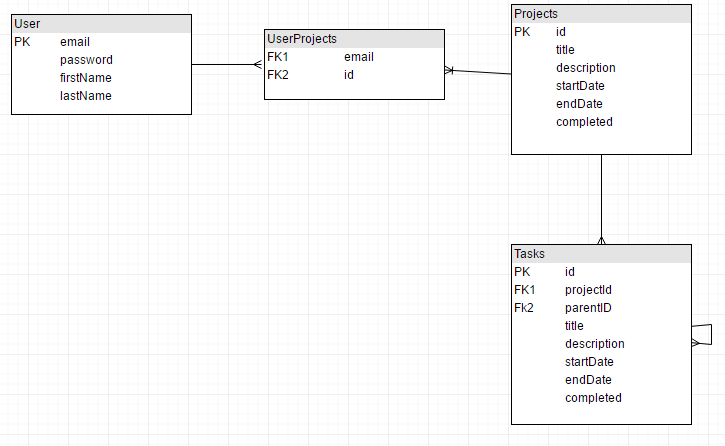 User
PK email
password
firstName
lastName
UserProjects
FK1 email
FK2 id
Projects
PK id
title
description
startDate
endDate
completed
Tasks
PK id
FK1 projectId
Fk2 parentID
title
description
startDate
endDate
completed